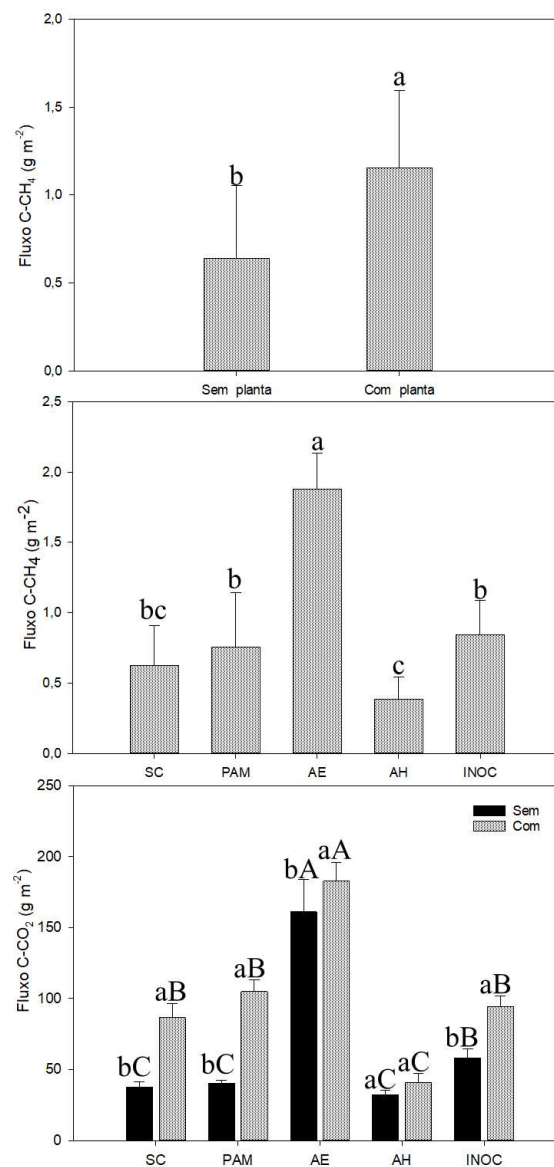 2,0
a
1,5
b
1,0
0,5
0,0
Fluxo C-CH4 (g m-2)
Sem planta Com planta
2,5
a
2,0
1,5
b b
bc
1,0
c
0,5
0,0
Fluxo C-CH4 (g m-2)
SC PAM AE AH INOC
250
Sem
Com
200
bA aA
150
aB aB aB
100
bC bC bB
50
aC aC
0
Fluxo C-CO2 (g m-2)
SC PAM AE AH INOC